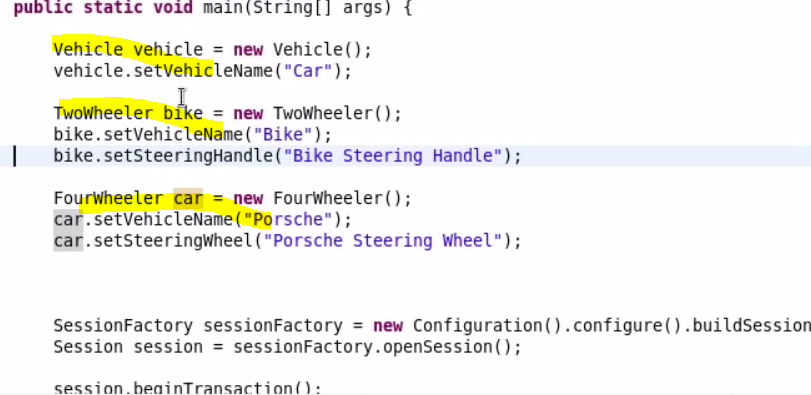 public static void main(String[] args) {
Vehicle vehicle = new Vehicle();
vehicle.setVehicleName("Car");
TwoWheeler bike = new TwoWheeler();
bike.setVehicleName("Bike");
bike.setSteeringHandle("Bike Steering Handle");
FourWheeler car = new FourWheeler();
car.setVehicleName("Porsche");
car.setSteeringWheel("Porsche Steering Wheel");
SessionFactory sessionFactory = new Configuration().configure().buildSession
Session session = sessionFactory.openSession();
session.beginTransaction();